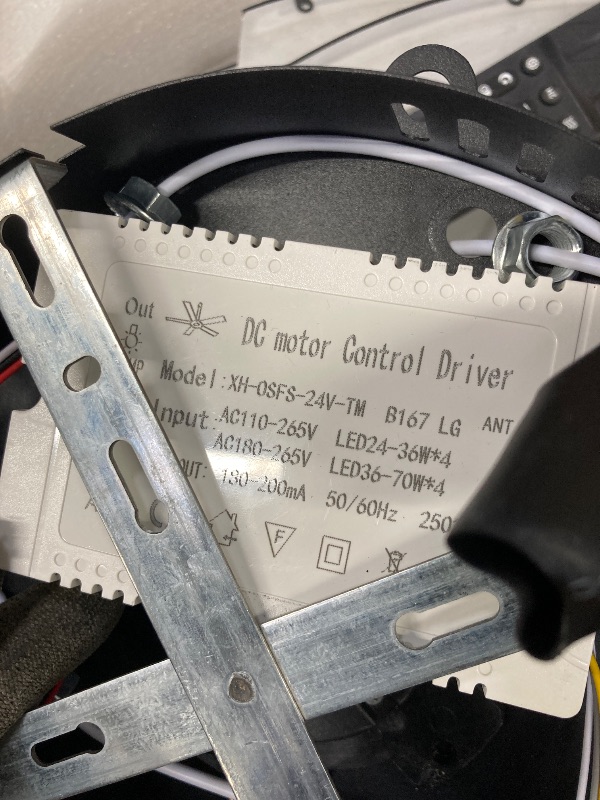 Out DC motor Control Driver
Model:XH-OSFS-24V-TM B167 LG ANT
Input:AC110-265V LED24-36W*4
AC180-265V LED36-70W*4
OUT: 130-200mA 50/60Hz 250
F